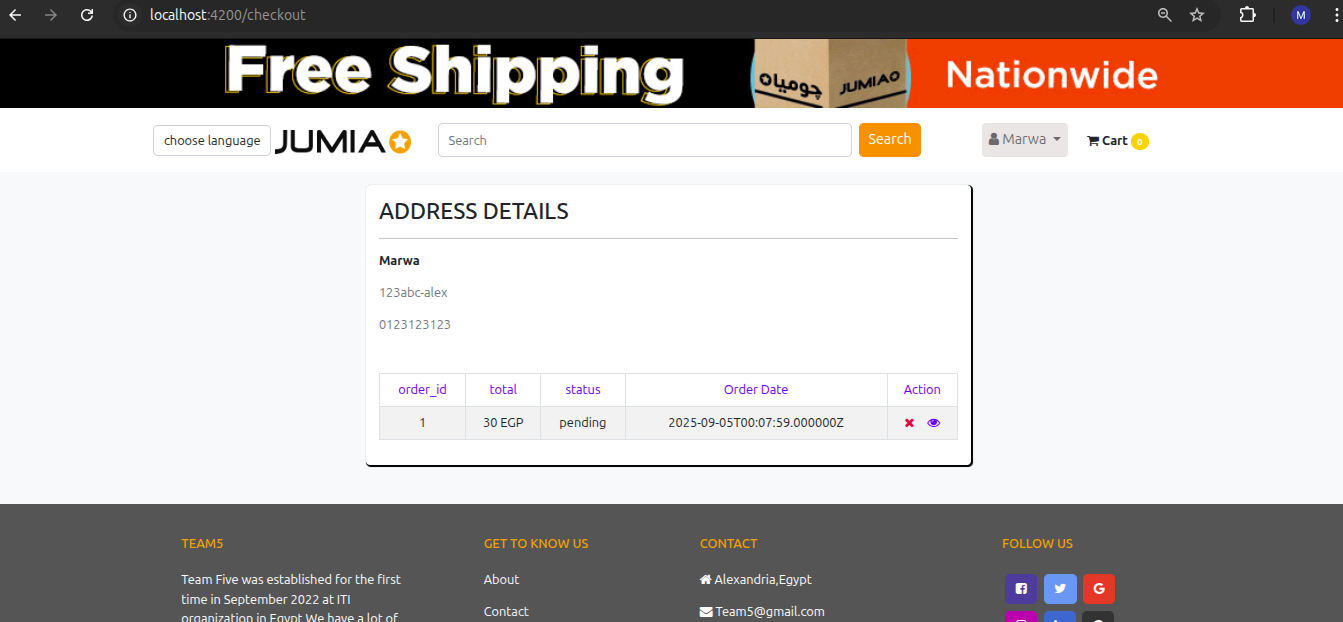 localhost:4200/checkout
M
Free Shipping
جوميا
JUMIA
Nationwide
choose language
JUMIA
Search
Search
Marwa
Cart 0
ADDRESS DETAILS
Marwa
123abc-alex
0123123123
order_id total status Order Date Action
1 30 EGP pending 2025-09-05T00:07:59.000000Z
TEAM5 GET TO KNOW US CONTACT FOLLOW US
Team Five was established for the first
time in September 2022 at ITI
organization in Egypt We have a lot of
About
Contact
Alexandria,Egypt
Team5@gmail.com
G